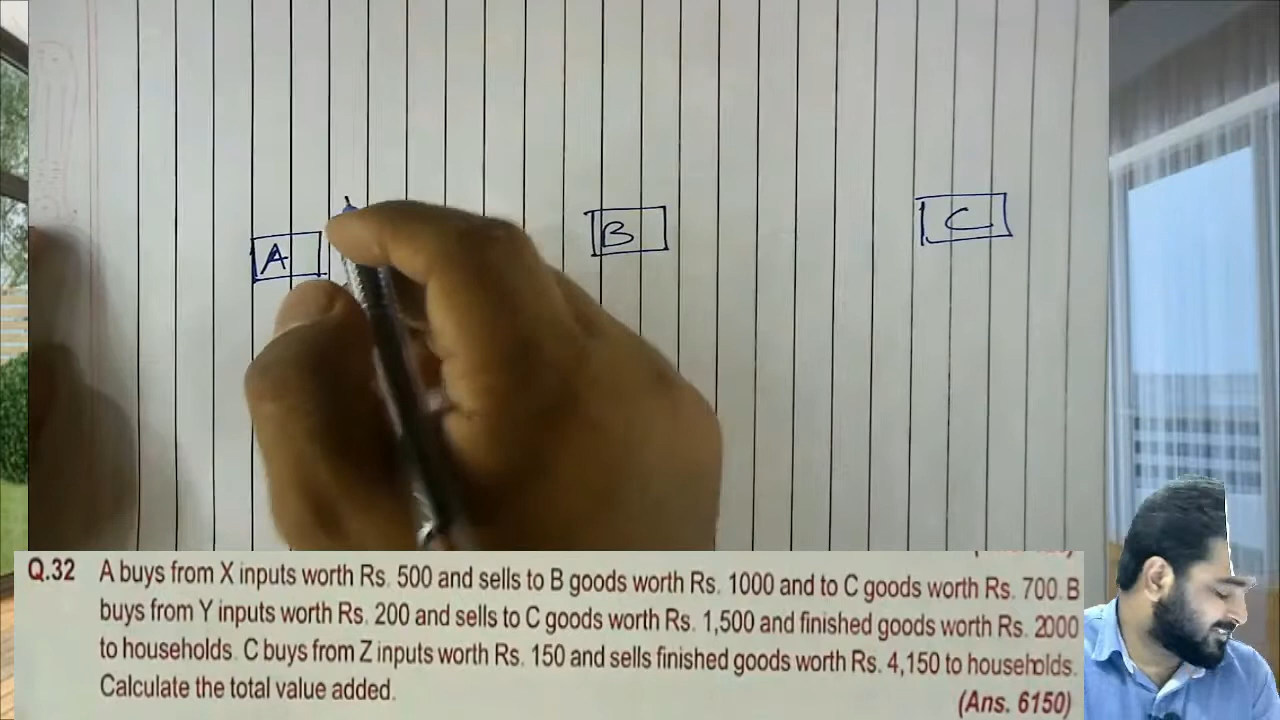 A
B
C
Q.32 A buys from X inputs worth Rs. 500 and sells to B goods worth Rs. 1000 and to C goods worth Rs. 700. B
buys from Y inputs worth Rs. 200 and sells to C goods worth Rs. 1,500 and finished goods worth Rs. 2000
to households. C buys from Z inputs worth Rs. 150 and sells finished goods worth Rs. 4,150 to households.
Calculate the total value added.
(Ans. 6150)